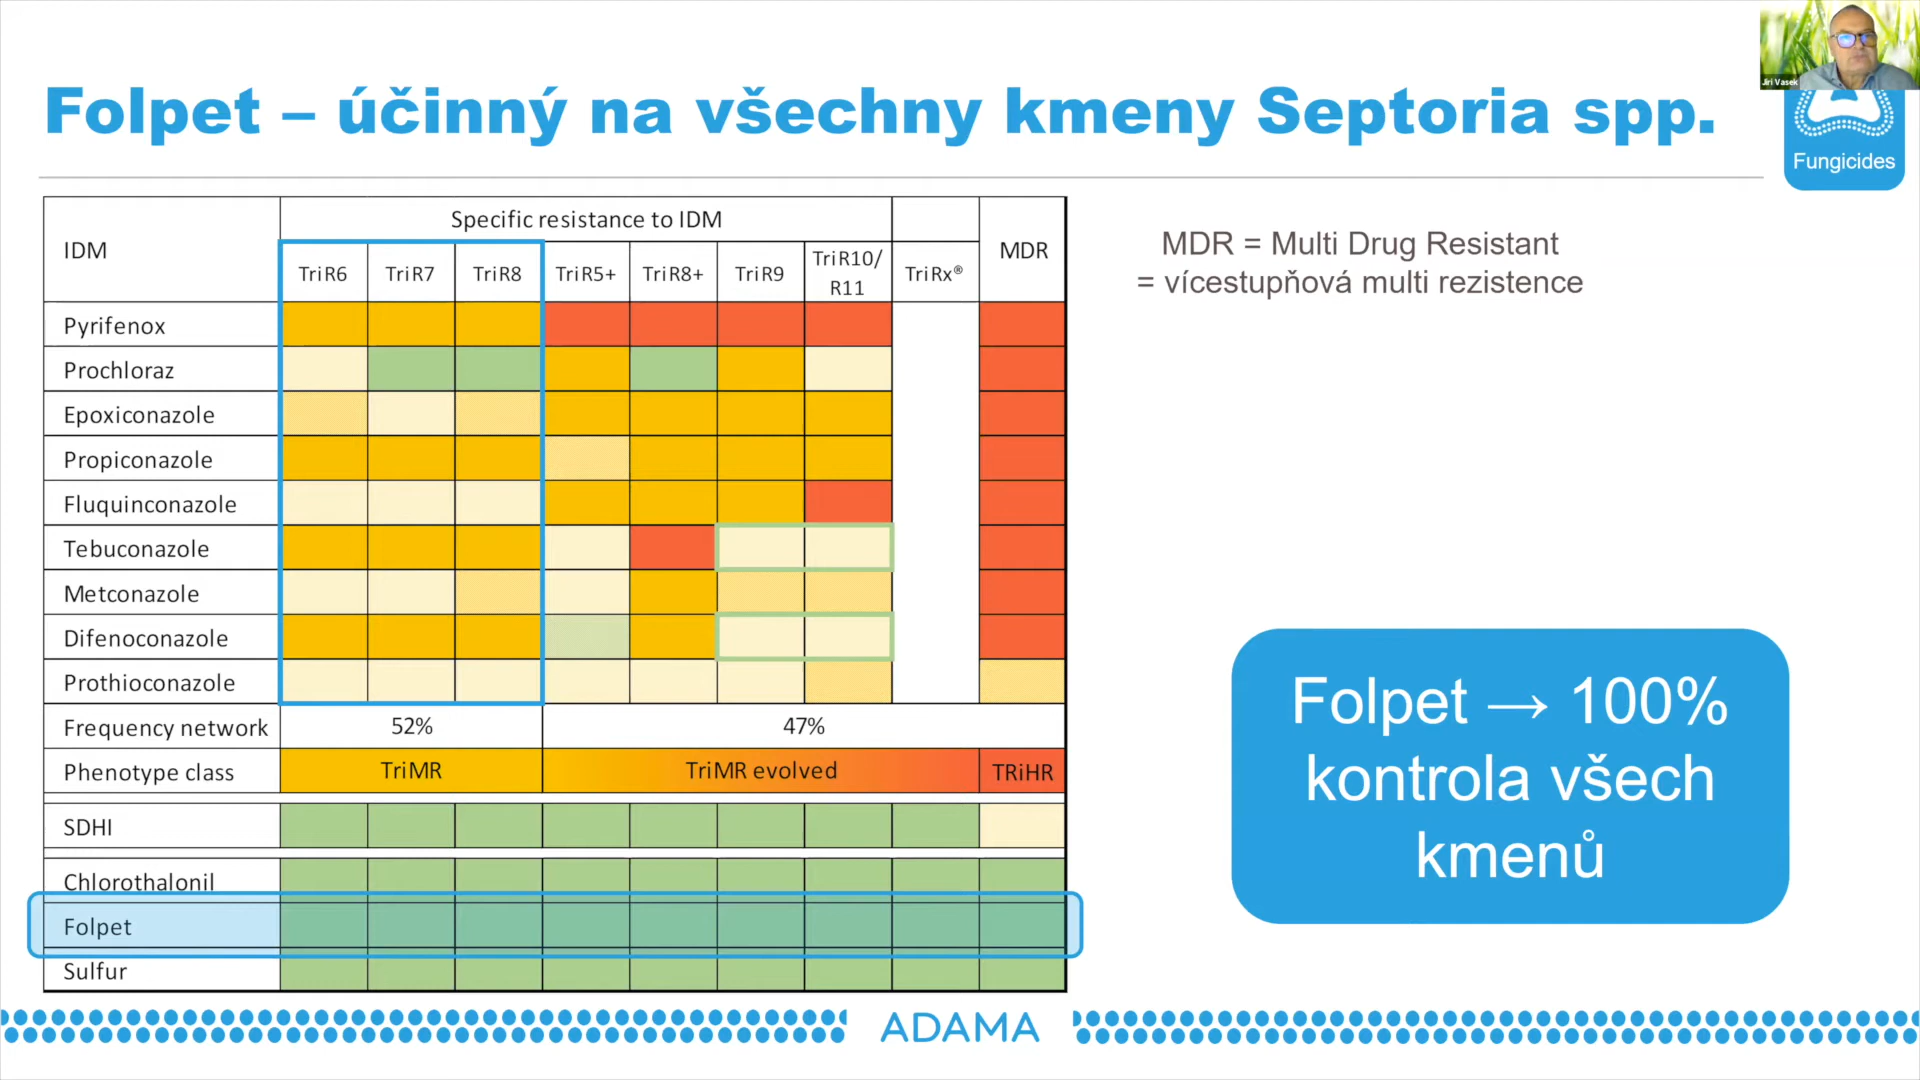 Folpet – účinný na všechny kmeny Septoria spp.
Jiri Vasek
Fungicides
IDM
Specific resistance to IDM
MDR
TriR6
TriR7
TriR8
TriR5+
TriR8+
TriR9
TriR10/
R11
TriRx®
Pyrifenox
Prochloraz
Epoxiconazole
Propiconazole
Fluquinconazole
Tebuconazole
Metconazole
Difenoconazole
Prothioconazole
Frequency network
52%
47%
Phenotype class
TriMR
TriMR evolved
TRiHR
SDHI
Chlorothalonil
Folpet
Sulfur
MDR = Multi Drug Resistant
= vícestupňová multi rezistence
Folpet → 100%
kontrola všech
kmenů
ADAMA